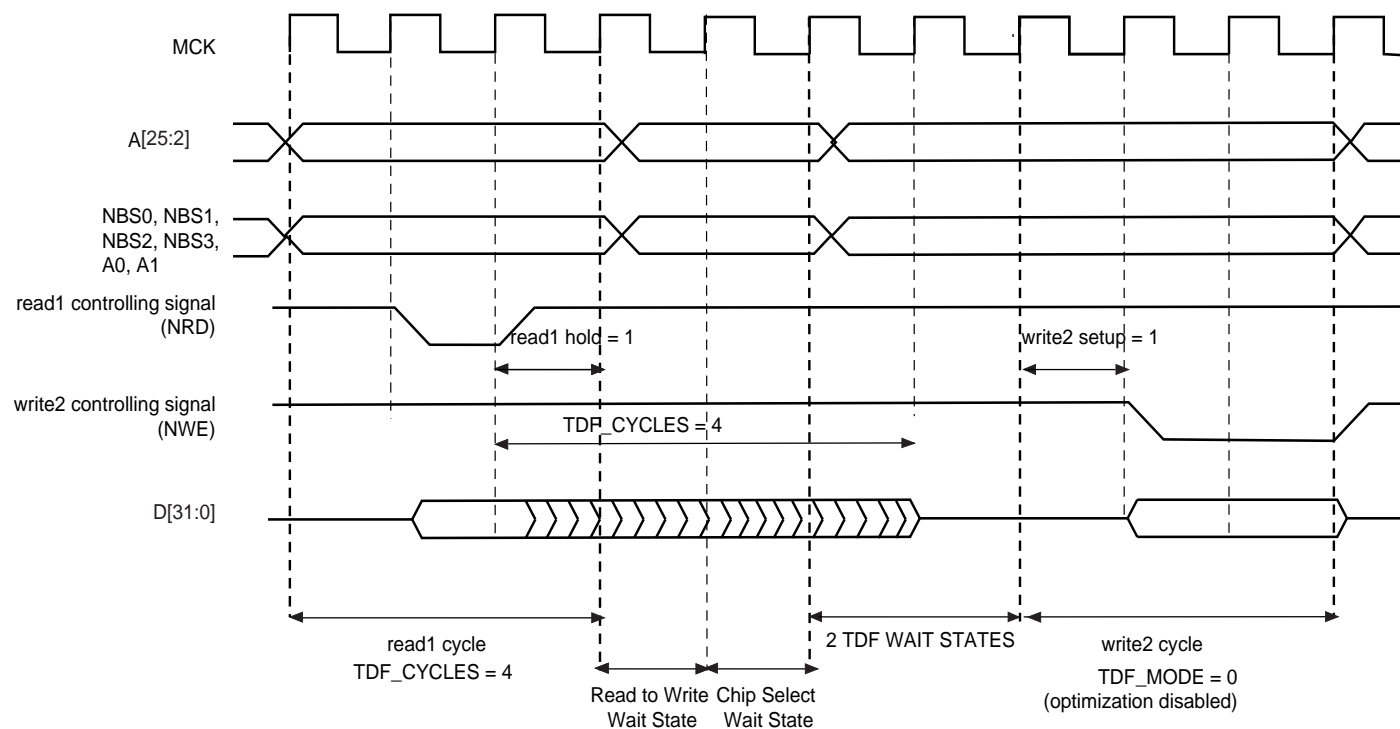 MCK
A[25:2]
NBS0, NBS1,
NBS2, NBS3,
A0, A1
read1 controlling signal
(NRD)
read1 hold = 1
write2 setup = 1
write2 controlling signal
(NWE)
TDF_CYCLES = 4
D[31:0]
read1 cycle
TDF_CYCLES = 4
2 TDF WAIT STATES
write2 cycle
TDF_MODE = 0
(optimization disabled)
Read to Write
Wait State
Chip Select
Wait State